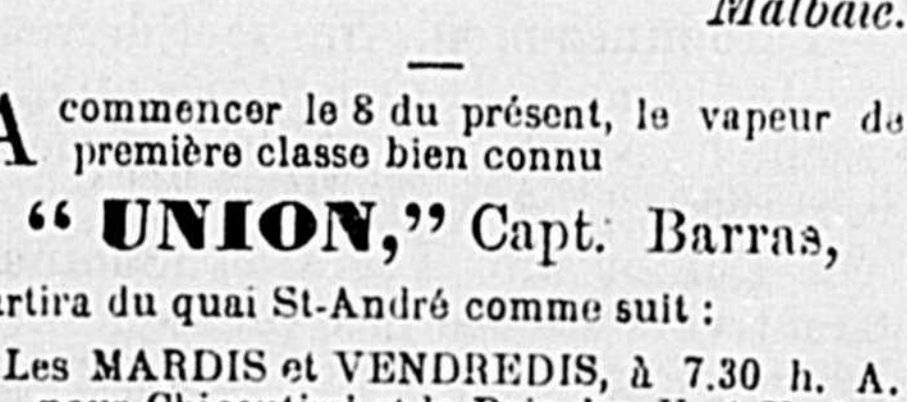 Malbaie.
A commencer le 8 du présent, le vapeur de
première classe bien connu
“ UNION,” Capt. Barras,
rtira du quai St-André comme suit :
Les MARDIS et VENDREDIS, à 7.30 h. A.